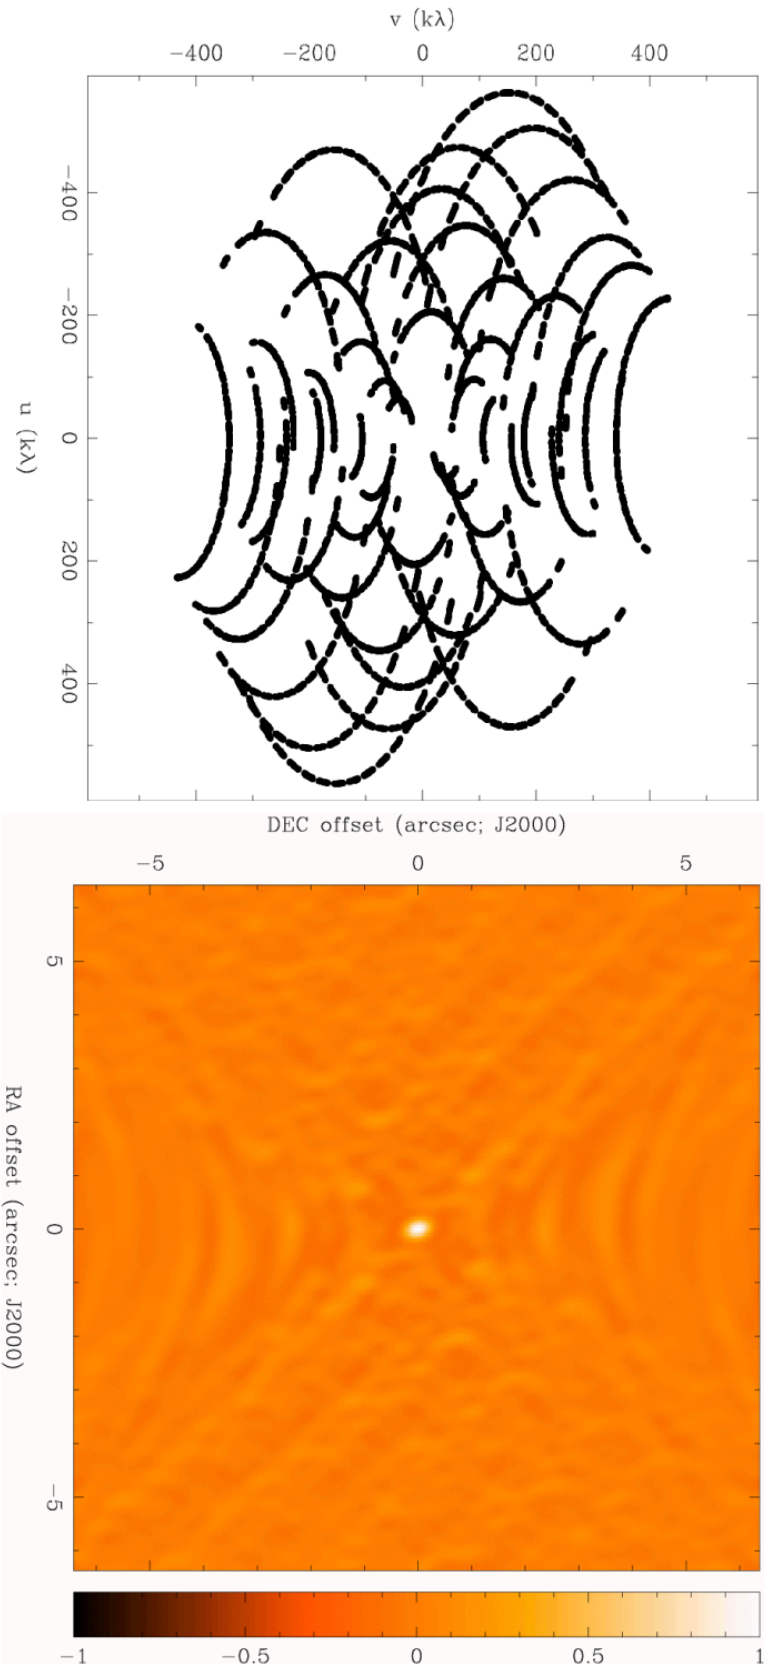 v (kλ)
−400 −200 0 200 400
−400
−200
0
200
400
u (kλ)
DEC offset (arcsec; J2000)
−5 0 5
5
0
−5
RA offset (arcsec; J2000)
−1 −0.5 0 0.5 1